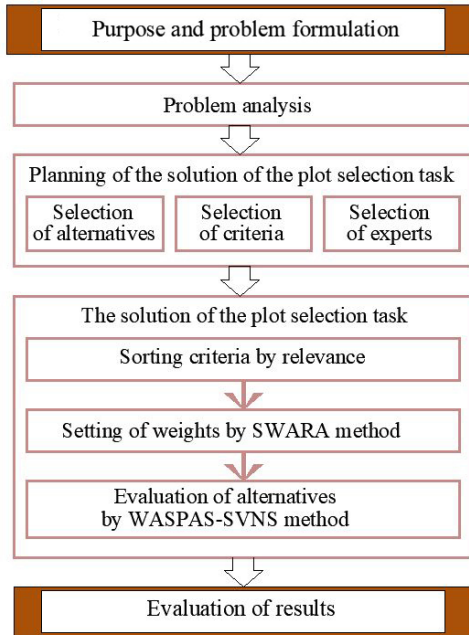 Purpose and problem formulation
Problem analysis
Planning of the solution of the plot selection task
Selection
of alternatives
Selection
of criteria
Selection
of experts
The solution of the plot selection task
Sorting criteria by relevance
Setting of weights by SWARA method
Evaluation of alternatives
by WASPAS-SVNS method
Evaluation of results